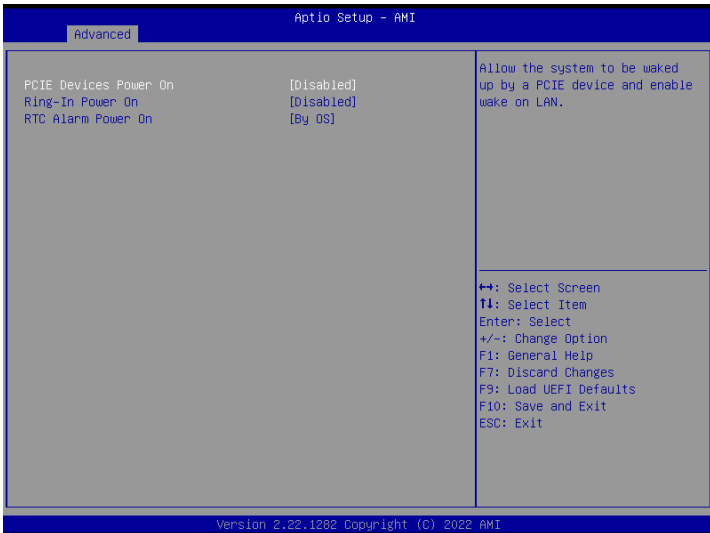 Aptio Setup – AMI
Advanced
PCIE Devices Power On [Disabled]
Ring-In Power On [Disabled]
RTC Alarm Power On [By OS]
Allow the system to be waked
up by a PCIE device and enable
wake on LAN.
↔: Select Screen
↑↓: Select Item
Enter: Select
+/-: Change Option
F1: General Help
F7: Discard Changes
F9: Load UEFI Defaults
F10: Save and Exit
ESC: Exit
Version 2.22.1282 Copyright (C) 2022 AMI